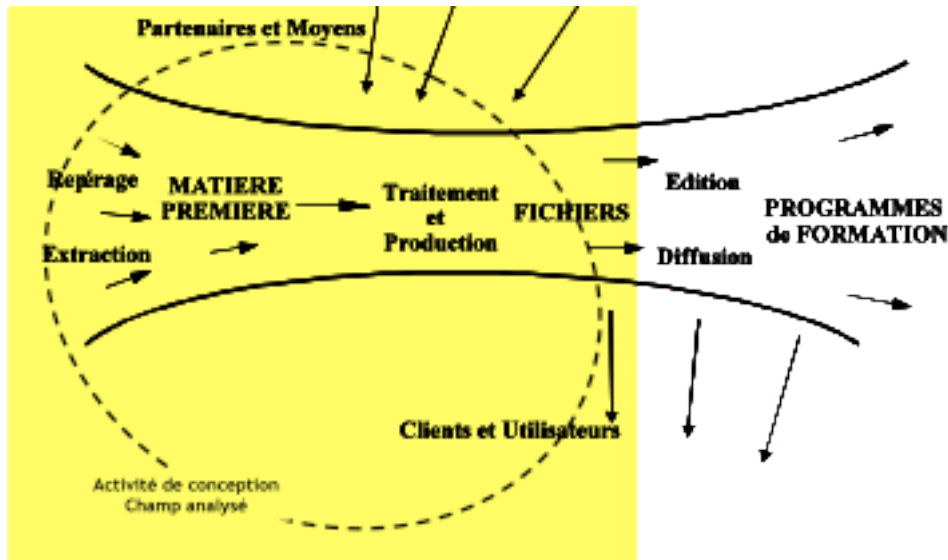 Partenaires et Moyens
Repérage
MATIERE
PREMIERE
Traitement
et
Production
FICHIERS
Edition
PROGRAMMES
de FORMATION
Extraction
Diffusion
Clients et Utilisateurs
Activité de conception
Champ analysé